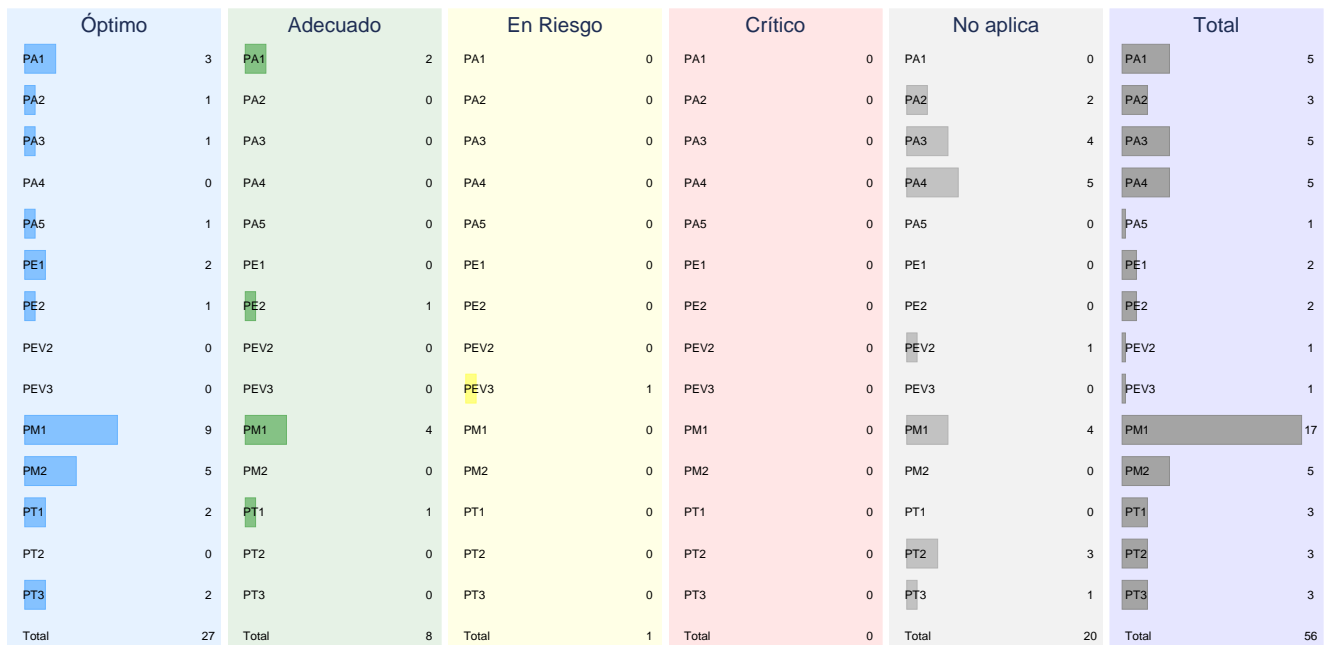 Óptimo Adecuado En Riesgo Crítico No aplica Total
PA1 3 PA1 2 PA1 0 PA1 0 PA1 0 PA1 5
PA2 1 PA2 0 PA2 0 PA2 0 PA2 2 PA2 3
PA3 1 PA3 0 PA3 0 PA3 0 PA3 4 PA3 5
PA4 0 PA4 0 PA4 0 PA4 0 PA4 5 PA4 5
PA5 1 PA5 0 PA5 0 PA5 0 PA5 0 PA5 1
PE1 2 PE1 0 PE1 0 PE1 0 PE1 0 PE1 2
PE2 1 PE2 1 PE2 0 PE2 0 PE2 0 PE2 2
PEV2 0 PEV2 0 PEV2 0 PEV2 0 PEV2 1 PEV2 1
PEV3 0 PEV3 0 PEV3 1 PEV3 0 PEV3 0 PEV3 1
PM1 9 PM1 4 PM1 0 PM1 0 PM1 4 PM1 17
PM2 5 PM2 0 PM2 0 PM2 0 PM2 0 PM2 5
PT1 2 PT1 1 PT1 0 PT1 0 PT1 0 PT1 3
PT2 0 PT2 0 PT2 0 PT2 0 PT2 3 PT2 3
PT3 2 PT3 0 PT3 0 PT3 0 PT3 1 PT3 3
Total 27 Total 8 Total 1 Total 0 Total 20 Total 56